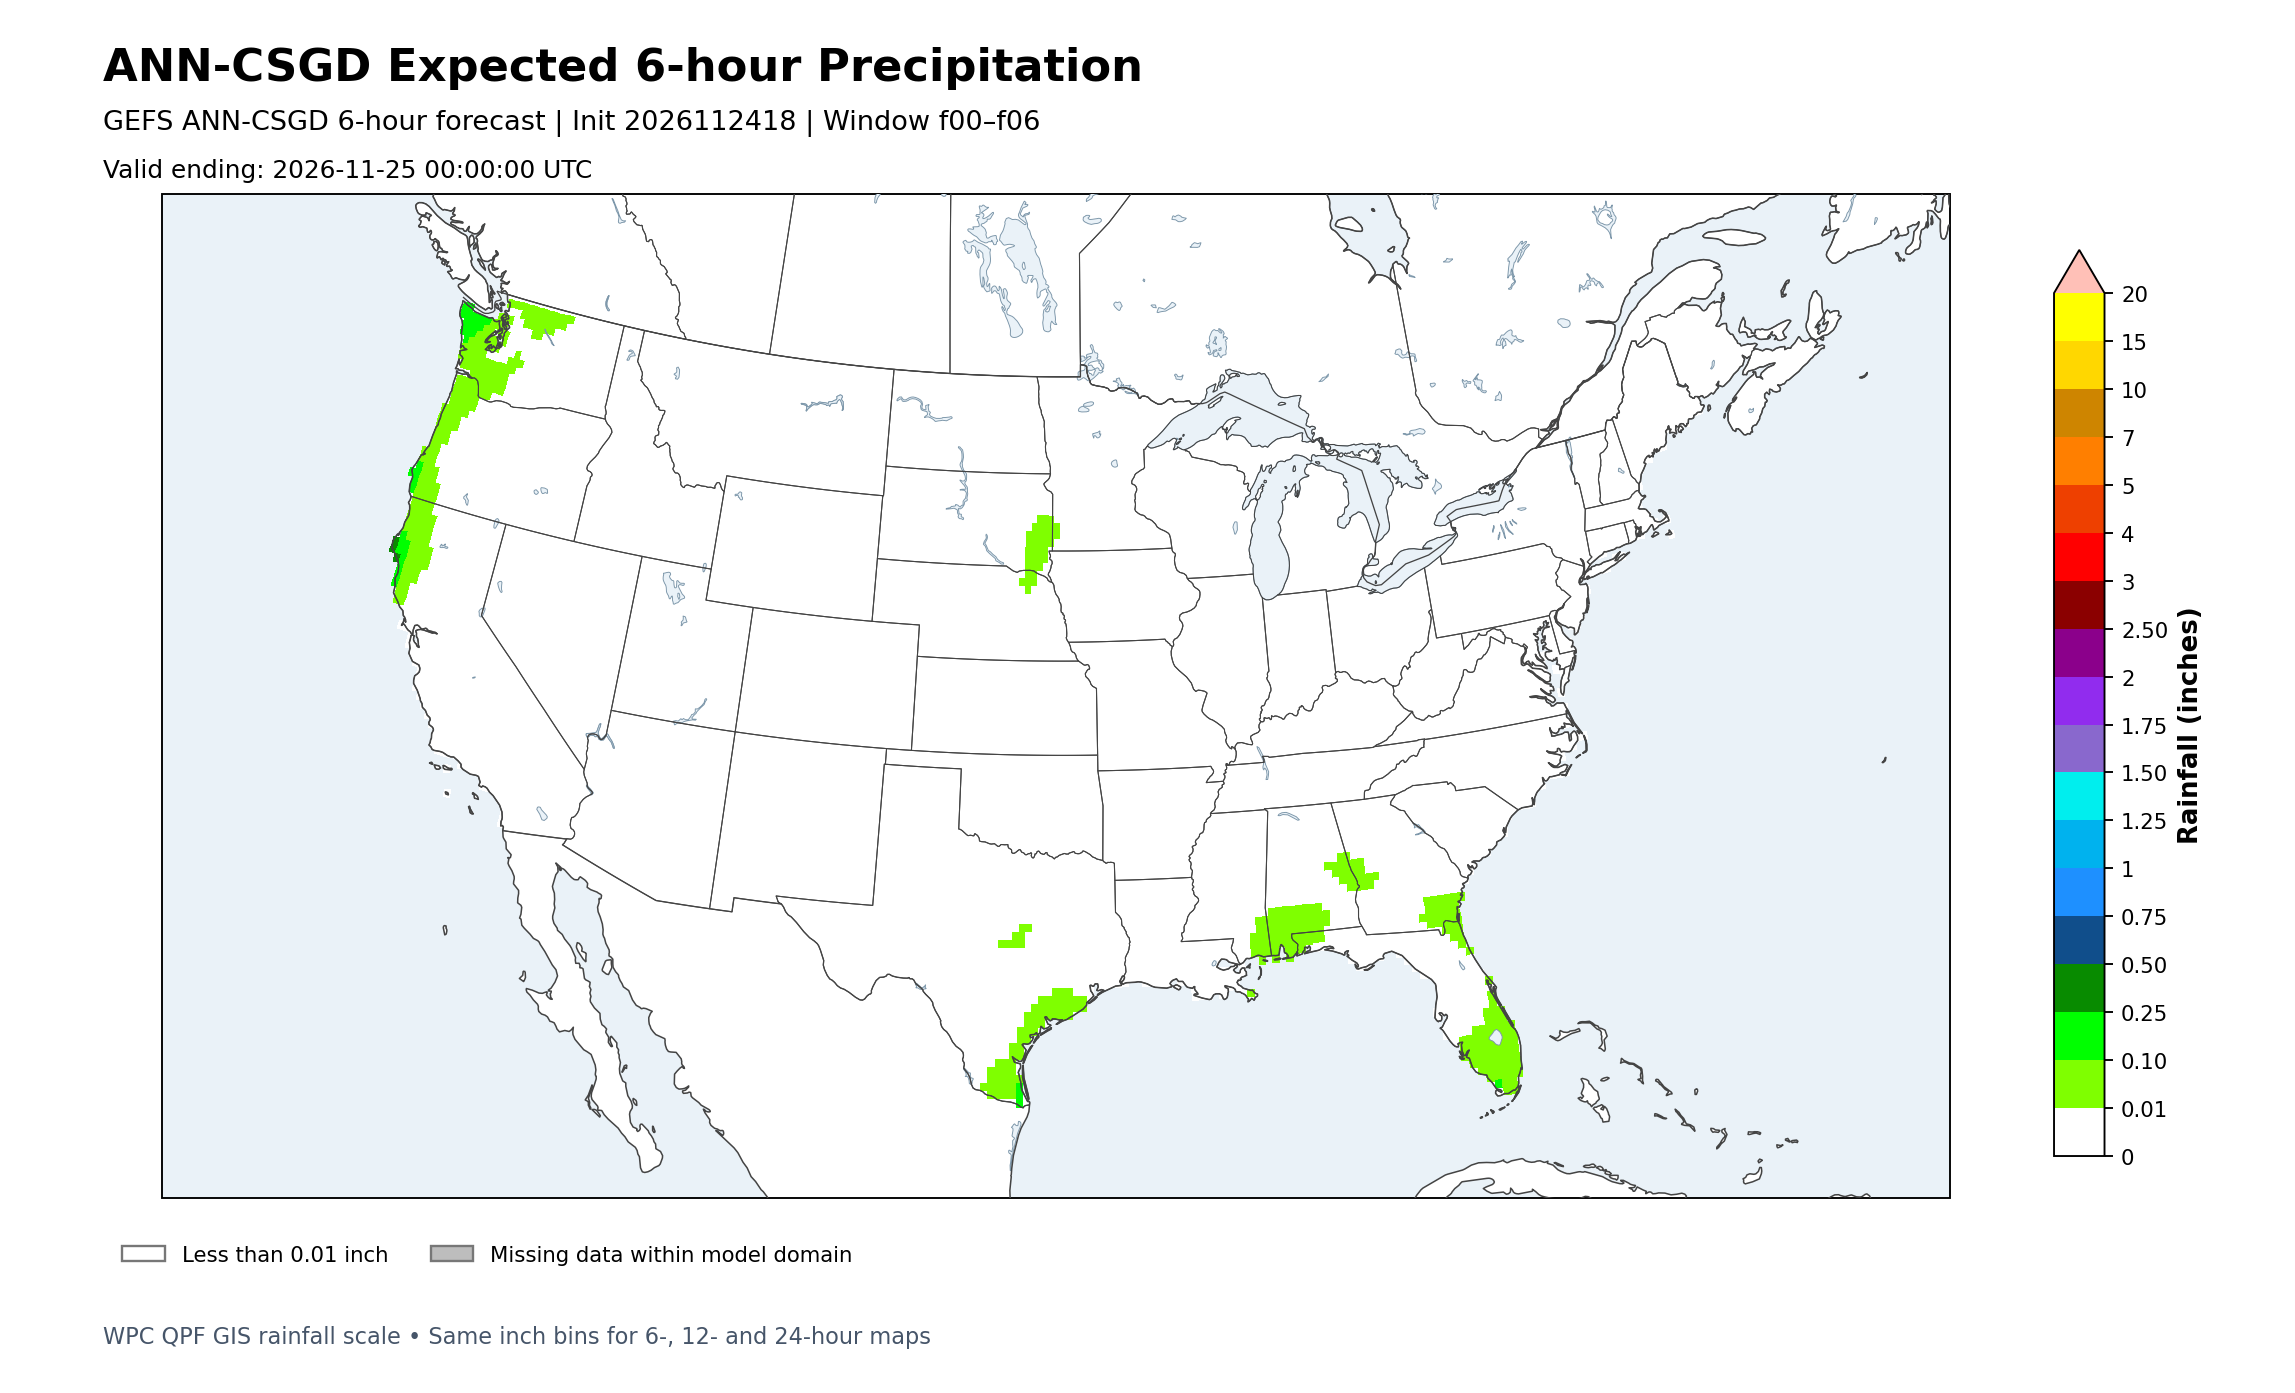 ANN-CSGD Expected 6-hour Precipitation
GEFS ANN-CSGD 6-hour forecast | Init 2026112418 | Window f00–f06
Valid ending: 2026-11-25 00:00:00 UTC
20
15
10
7
5
4
3
2.50
2
1.75
1.50
1.25
1
0.75
0.50
0.25
0.10
0.01
0
Rainfall (inches)
Less than 0.01 inch
Missing data within model domain
WPC QPF GIS rainfall scale • Same inch bins for 6-, 12- and 24-hour maps